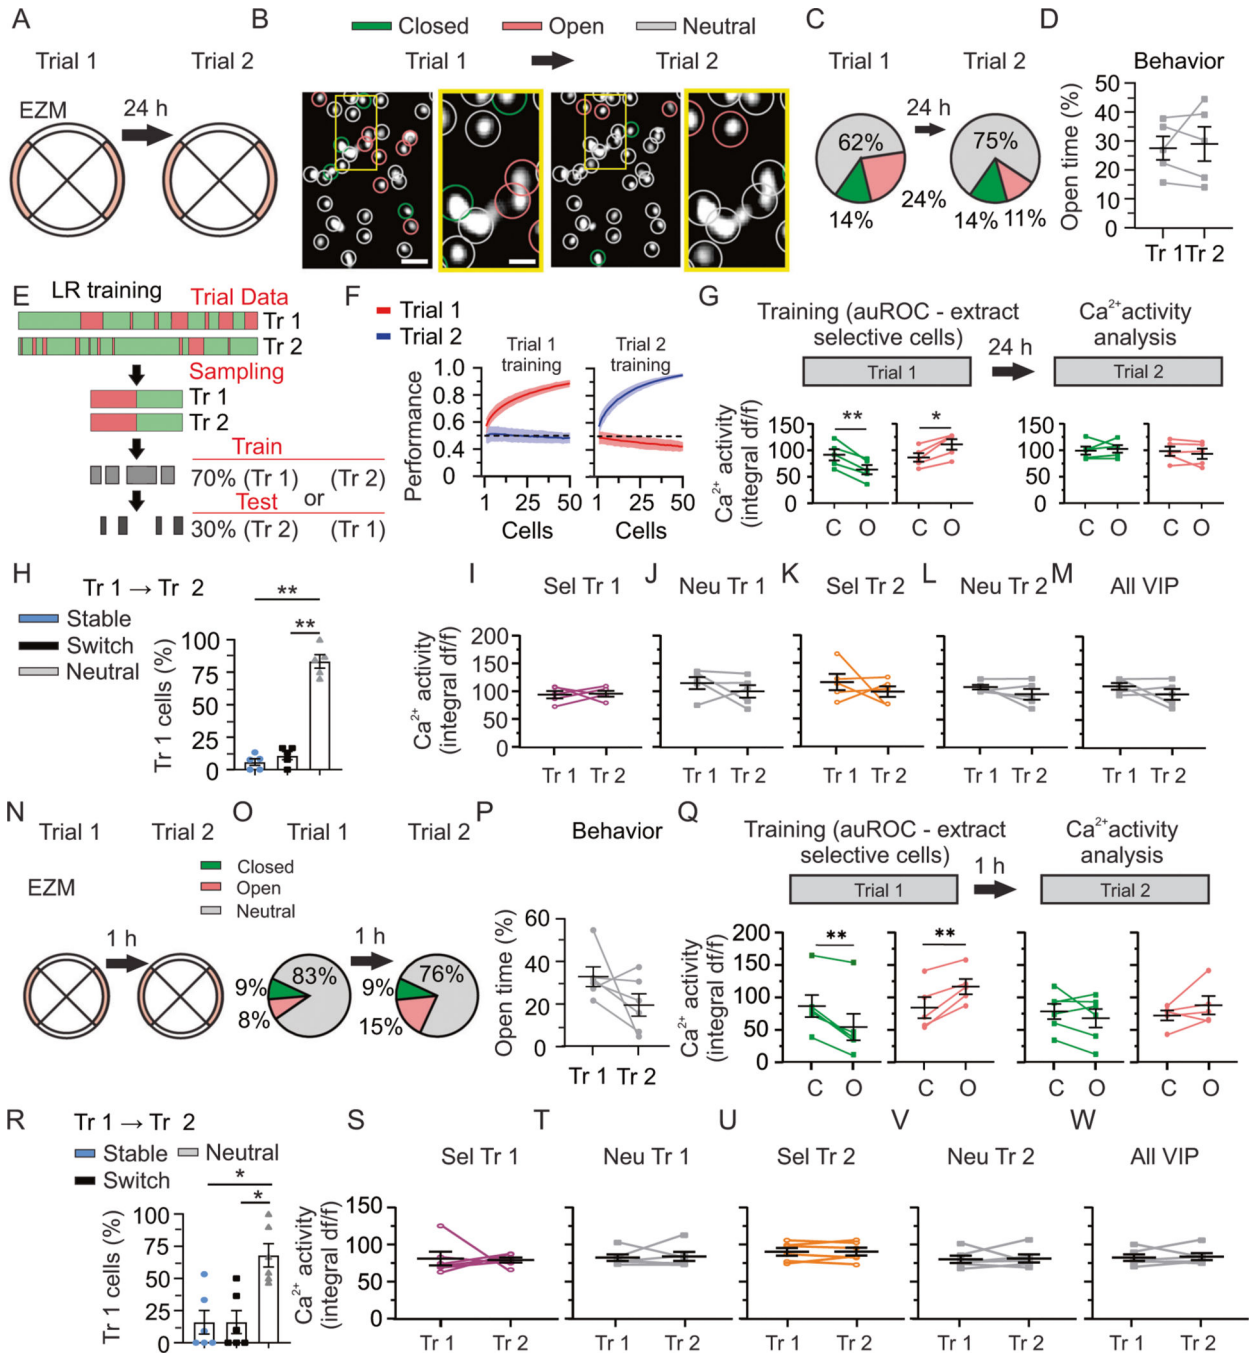 A
Trial 1
Trial 2
EZM
24 h
B
Closed
Open
Neutral
Trial 1
Trial 2
C
Trial 1
Trial 2
24 h
62%
24%
14%
75%
14%
11%
D
Behavior
Open time (%)
50
40
30
20
10
0
Tr 1 Tr 2
E
LR training
Trial Data
Tr 1
Tr 2
Sampling
Tr 1
Tr 2
Train
70% (Tr 1) (Tr 2)
Test or
30% (Tr 2) (Tr 1)
F
Trial 1
Trial 2
Trial 1
training
Trial 2
training
Performance
1.0
0.8
0.6
0.4
0
1 50 1 50
Cells
G
Training (auROC - extract
selective cells)
24 h
Ca2+ activity
analysis
Trial 1
Trial 2
Ca2+ activity
(integral df/f)
150
100
50
0
** *
C O C O
150
100
50
0
C O C O
H
Tr 1 → Tr 2
Stable
Switch
Neutral
Tr 1 cells (%)
100
75
50
25
0
**
**
I
Sel Tr 1
J
Neu Tr 1
K
Sel Tr 2
L
Neu Tr 2
M
All VIP
Ca2+ activity
(integral df/f)
200
150
100
50
0
Tr 1 Tr 2 Tr 1 Tr 2 Tr 1 Tr 2 Tr 1 Tr 2 Tr 1 Tr 2
N
Trial 1
Trial 2
EZM
1 h
O
Trial 1
Trial 2
Closed
Open
Neutral
1 h
83%
9%
8%
76%
9%
15%
P
Behavior
Open time (%)
60
40
20
0
Tr 1 Tr 2
Q
Training (auROC - extract
selective cells)
1 h
Ca2+ activity
analysis
Trial 1
Trial 2
Ca2+ activity
(integral df/f)
200
150
100
50
0
** **
C O C O
200
150
100
50
0
C O C O
R
Tr 1 → Tr 2
Stable
Neutral
Switch
Tr 1 cells (%)
100
75
50
25
0
*
*
S
Sel Tr 1
T
Neu Tr 1
U
Sel Tr 2
V
Neu Tr 2
W
All VIP
Ca2+ activity
(integral df/f)
150
100
50
0
Tr 1 Tr 2 Tr 1 Tr 2 Tr 1 Tr 2 Tr 1 Tr 2 Tr 1 Tr 2